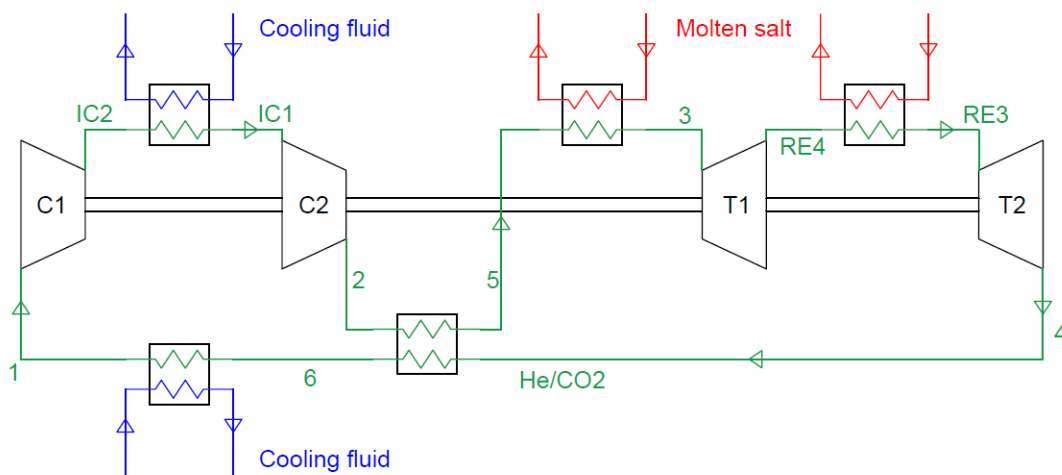 Cooling fluid
Molten salt
IC2
IC1
3
RE4
RE3
C1
C2
T1
T2
2
5
4
1
6
He/CO2
Cooling fluid